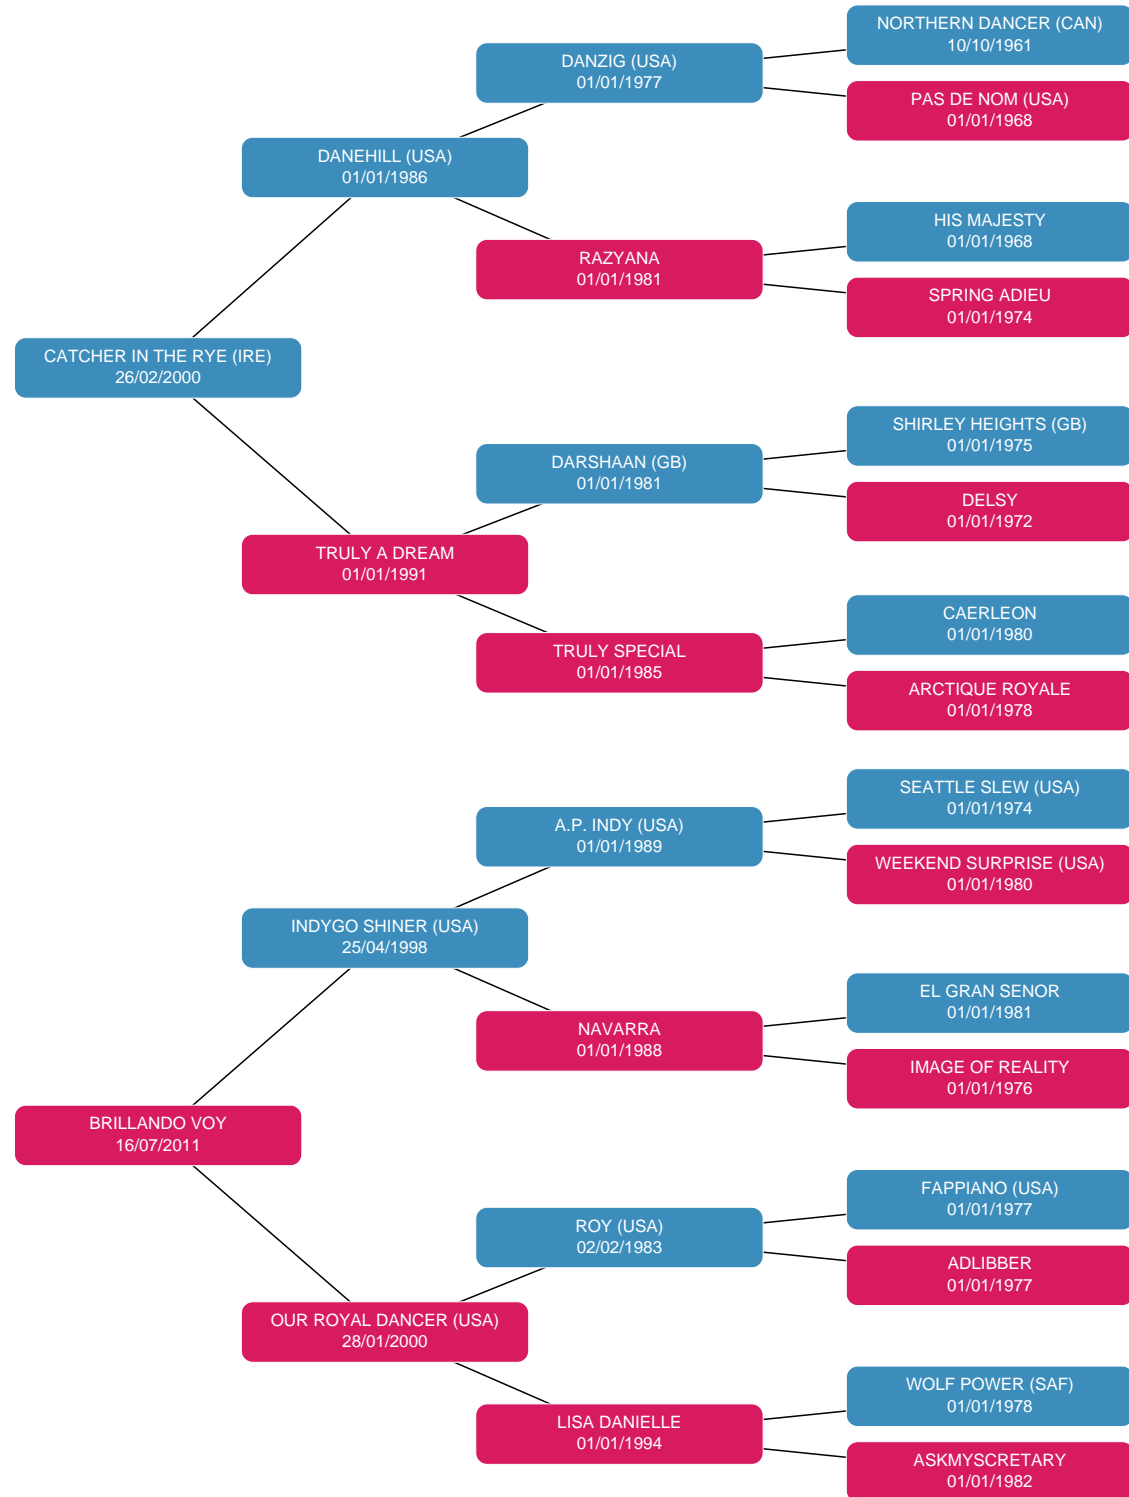 NORTHERN DANCER (CAN)
10/10/1961
DANZIG (USA)
01/01/1977
PAS DE NOM (USA)
01/01/1968
DANEHILL (USA)
01/01/1986
HIS MAJESTY
01/01/1968
RAZYANA
01/01/1981
SPRING ADIEU
01/01/1974
CATCHER IN THE RYE (IRE)
26/02/2000
SHIRLEY HEIGHTS (GB)
01/01/1975
DARSHAAN (GB)
01/01/1981
DELSY
01/01/1972
TRULY A DREAM
01/01/1991
CAERLEON
01/01/1980
TRULY SPECIAL
01/01/1985
ARCTIQUE ROYALE
01/01/1978
SEATTLE SLEW (USA)
01/01/1974
A.P. INDY (USA)
01/01/1989
WEEKEND SURPRISE (USA)
01/01/1980
INDYGO SHINER (USA)
25/04/1998
EL GRAN SENOR
01/01/1981
NAVARRA
01/01/1988
IMAGE OF REALITY
01/01/1976
BRILLANDO VOY
16/07/2011
FAPPIANO (USA)
01/01/1977
ROY (USA)
02/02/1983
ADLIBBER
01/01/1977
OUR ROYAL DANCER (USA)
28/01/2000
WOLF POWER (SAF)
01/01/1978
LISA DANIELLE
01/01/1994
ASKMYSCRETARY
01/01/1982